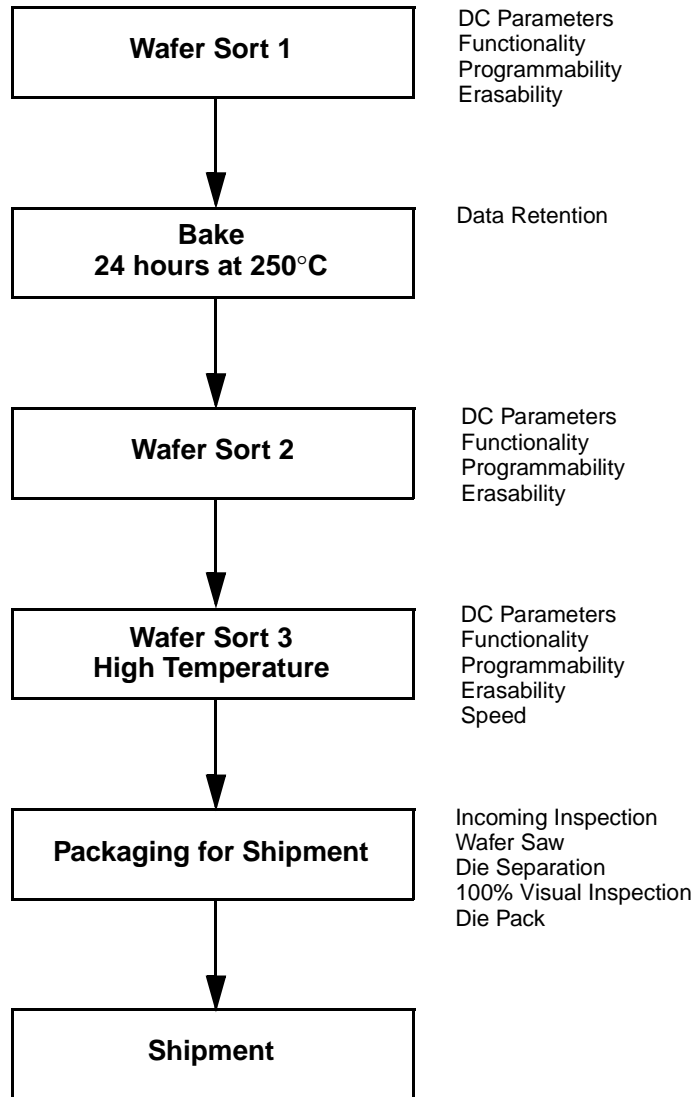 Wafer Sort 1
DC Parameters
Functionality
Programmability
Erasability
Bake
24 hours at 250°C
Data Retention
Wafer Sort 2
DC Parameters
Functionality
Programmability
Erasability
Wafer Sort 3
High Temperature
DC Parameters
Functionality
Programmability
Erasability
Speed
Packaging for Shipment
Incoming Inspection
Wafer Saw
Die Separation
100% Visual Inspection
Die Pack
Shipment